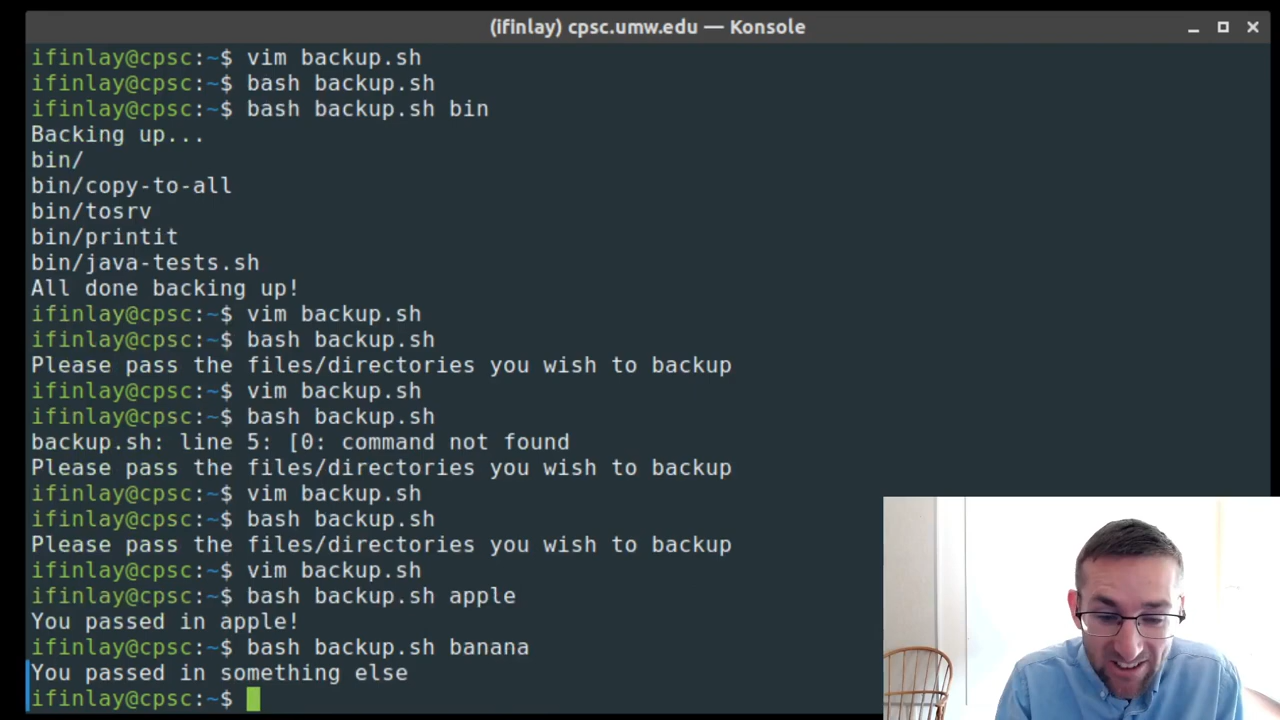 (ifinlay) cpsc.umw.edu — Konsole
ifinlay@cpsc:~$ vim backup.sh
ifinlay@cpsc:~$ bash backup.sh
ifinlay@cpsc:~$ bash backup.sh bin
Backing up...
bin/
bin/copy-to-all
bin/tosrv
bin/printit
bin/java-tests.sh
All done backing up!
ifinlay@cpsc:~$ vim backup.sh
ifinlay@cpsc:~$ bash backup.sh
Please pass the files/directories you wish to backup
ifinlay@cpsc:~$ vim backup.sh
ifinlay@cpsc:~$ bash backup.sh
backup.sh: line 5: [0: command not found
Please pass the files/directories you wish to backup
ifinlay@cpsc:~$ vim backup.sh
ifinlay@cpsc:~$ bash backup.sh
Please pass the files/directories you wish to backup
ifinlay@cpsc:~$ vim backup.sh
ifinlay@cpsc:~$ bash backup.sh apple
You passed in apple!
ifinlay@cpsc:~$ bash backup.sh banana
You passed in something else
ifinlay@cpsc:~$